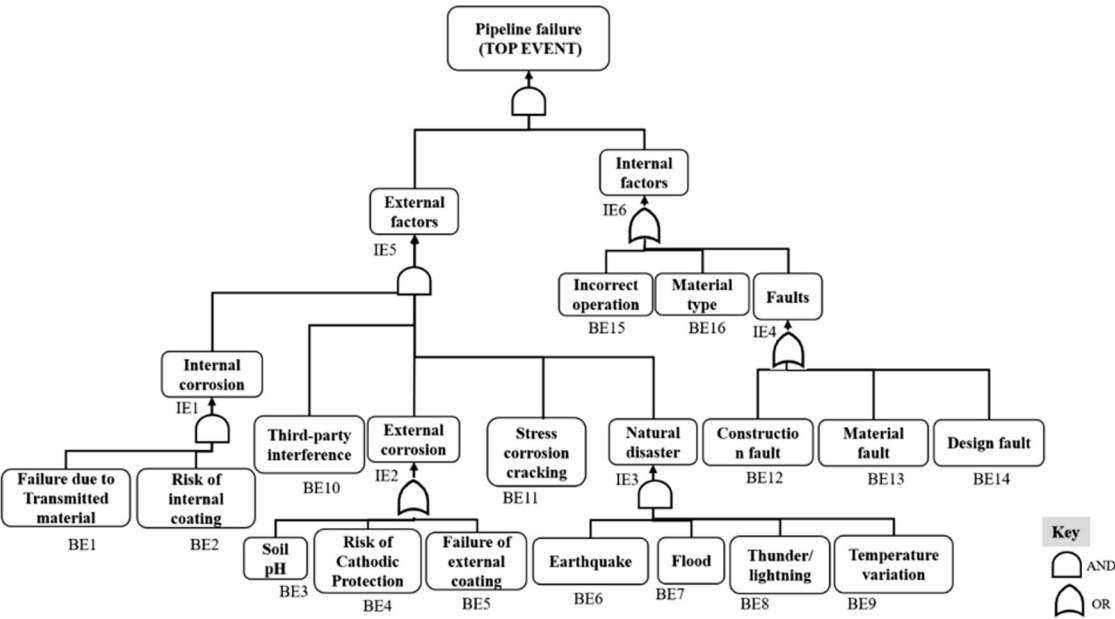 Pipeline failure
(TOP EVENT)
Internal
factors
External
factors
IE6
IE5
Incorrect
operation
Material
type
Faults
BE15
BE16
IE4
Internal
corrosion
IE1
Third-party
interference
External
corrosion
Stress
corrosion
cracking
Natural
disaster
Constructio
n fault
Material
fault
Design fault
BE10
IE2
BE11
IE3
BE12
BE13
BE14
Failure due to
Transmitted
material
Risk of
internal
coating
BE1
BE2
Soil
pH
Risk of
Cathodic
Protection
Failure of
external
coating
Earthquake
Flood
Thunder/
lightning
Temperature
variation
BE3
BE4
BE5
BE6
BE7
BE8
BE9
Key
AND
OR